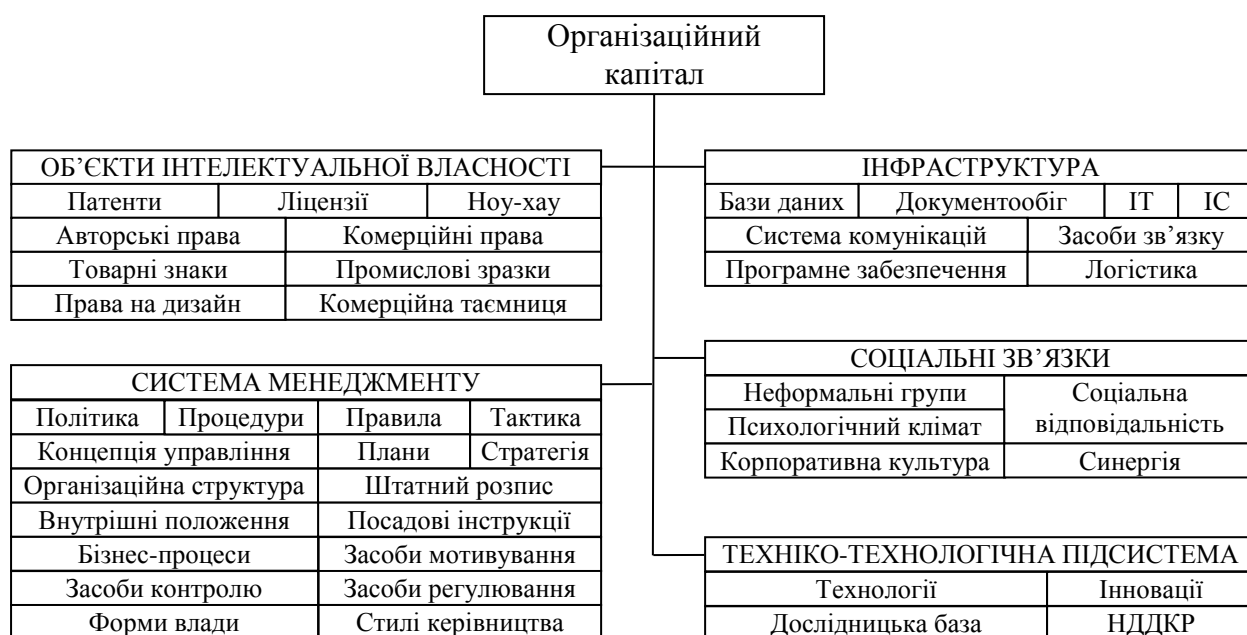 Організаційний
капітал
ОБ’ЄКТИ ІНТЕЛЕКТУАЛЬНОЇ ВЛАСНОСТІ
Патенти Ліцензії Ноу-хау
Авторські права Комерційні права
Товарні знаки Промислові зразки
Права на дизайн Комерційна таємниця
ІНФРАСТРУКТУРА
Бази даних Документообіг ІТ ІС
Система комунікацій Засоби зв’язку
Програмне забезпечення Логістика
СИСТЕМА МЕНЕДЖМЕНТУ
Політика Процедури Правила Тактика
Концепція управління Плани Стратегія
Організаційна структура Штатний розпис
Внутрішні положення Посадові інструкції
Бізнес-процеси Засоби мотивування
Засоби контролю Засоби регулювання
Форми влади Стилі керівництва
СОЦІАЛЬНІ ЗВ’ЯЗКИ
Неформальні групи Соціальна
Психологічний клімат відповідальність
Корпоративна культура Синергія
ТЕХНІКО-ТЕХНОЛОГІЧНА ПІДСИСТЕМА
Технології Інновації
Дослідницька база НДДКР